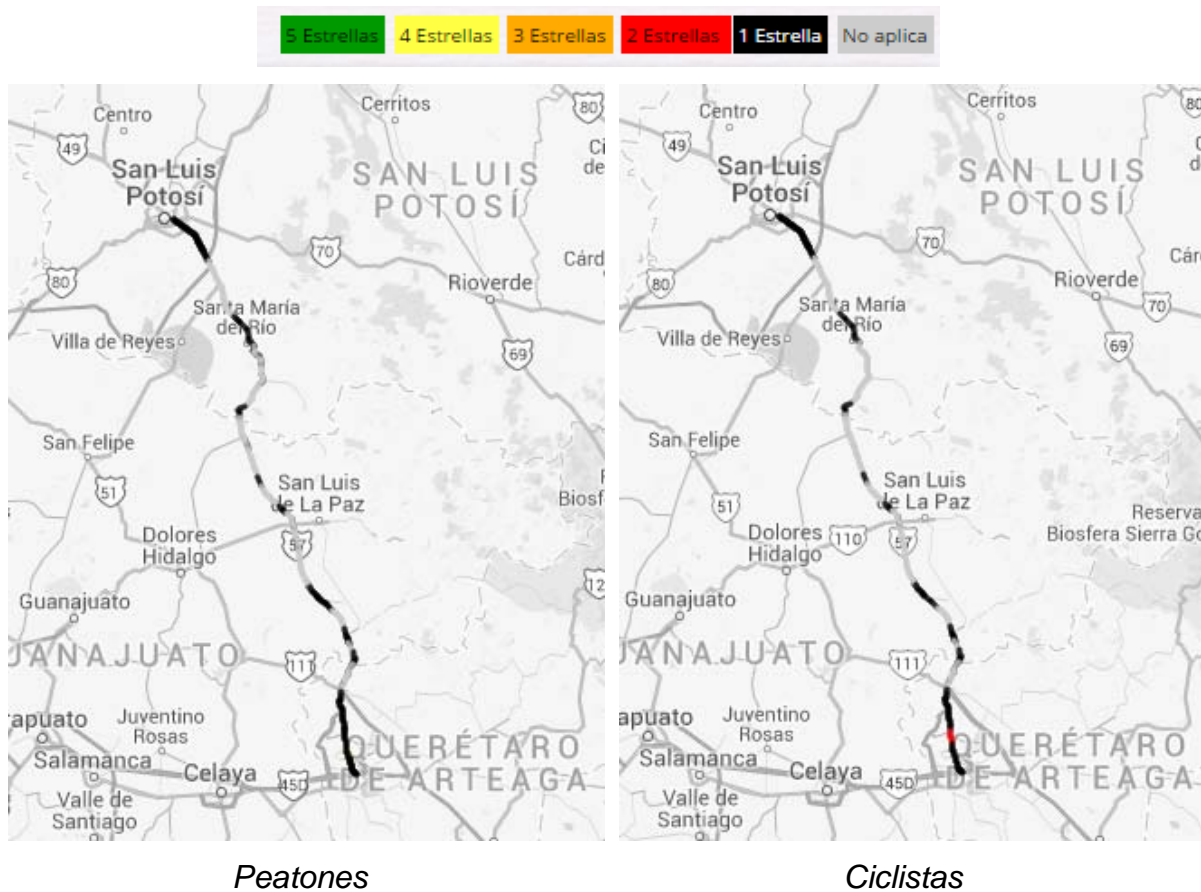 5 Estrellas 4 Estrellas 3 Estrellas 2 Estrellas 1 Estrella No aplica
Centro
Cerritos
80
49
San Luis
Potosí
SAN LUIS
POTOSÍ
70
80
Rioverde
Santa María
del Río
Villa de Reyes
69
San Felipe
51
San Luis
de La Paz
Dolores
Hidalgo
57
Guanajuato
111
Juventino
Rosas
Salamanca
Celaya
45D
QUERÉTARO
DE ARTEAGA
Valle de
Santiago
Peatones
Centro
Cerritos
80
49
San Luis
Potosí
SAN LUIS
POTOSÍ
70
80
Rioverde
70
Santa María
del Río
Villa de Reyes
69
San Felipe
51
San Luis
de La Paz
Reserva
Biosfera Sierra Go
Dolores
Hidalgo
110
57
Guanajuato
111
Juventino
Rosas
Salamanca
Celaya
45D
QUERÉTARO
DE ARTEAGA
Valle de
Santiago
Ciclistas